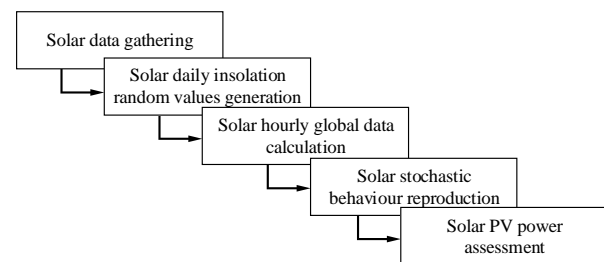 Solar data gathering
Solar daily insolation
random values generation
Solar hourly global data
calculation
Solar stochastic
behaviour reproduction
Solar PV power
assessment